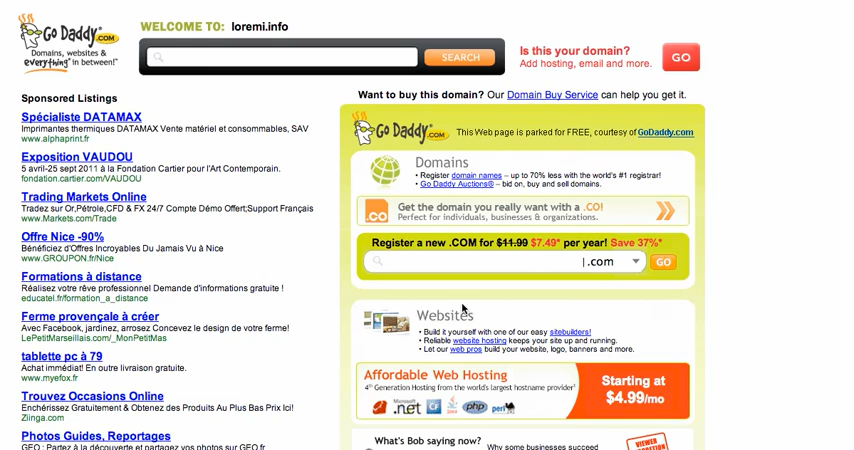 Go Daddy.COM
Domains, websites &
everything* in between!™
WELCOME TO: loremi.info
SEARCH
Is this your domain?
Add hosting, email and more.
GO
Sponsored Listings
Spécialiste DATAMAX
Imprimantes thermiques DATAMAX Vente matériel et consommables, SAV
www.alphaprint.fr
Exposition VAUDOU
5 avril-25 sept 2011 à la Fondation Cartier pour l'Art Contemporain.
fondation.cartier.com/VAUDOU
Trading Markets Online
Tradez sur Or,Pétrole,CFD & FX 24/7 Compte Démo Offert;Support Français
www.Markets.com/Trade
Offre Nice -90%
Bénéficiez d'Offres Incroyables Du Jamais Vu à Nice
www.GROUPON.fr/Nice
Formations à distance
Réalisez votre rêve professionnel Demande d'informations gratuite !
educatel.fr/formation_a_distance
Ferme provençale à créer
Avec Facebook, jardinez, arrosez Concevez le design de votre ferme!
LePetitMarseillais.com/_MonPetitMas
tablette pc à 79
Achat immédiat! En outre livraison gratuite.
www.myefox.fr
Trouvez Occasions Online
Enchérissez Gratuitement & Obtenez des Produits Au Plus Bas Prix Ici!
Ziinga.com
Photos Guides, Reportages
GEO : Partez à la découverte et partagez vos photos sur GEO.fr
Want to buy this domain? Our Domain Buy Service can help you get it.
Go Daddy.COM
This Web page is parked for FREE, courtesy of GoDaddy.com
Domains
• Register domain names – up to 70% less with the world's #1 registrar!
• Go Daddy Auctions® – bid on, buy and sell domains.
.CO
Get the domain you really want with a .CO!
Perfect for individuals, businesses & organizations.
Register a new .COM for $11.99 $7.49* per year! Save 37%*
.com
GO
Websites
• Build it yourself with one of our easy sitebuilders!
• Reliable website hosting keeps your site up and running.
• Let our web pros build your website, logo, banners and more.
Affordable Web Hosting
4th Generation Hosting from the world's largest hostname provider¹
Microsoft .net
CF
Java
php
perl
Starting at
$4.99/mo
What's Bob saying now?
Why some businesses succeed
VIEWER